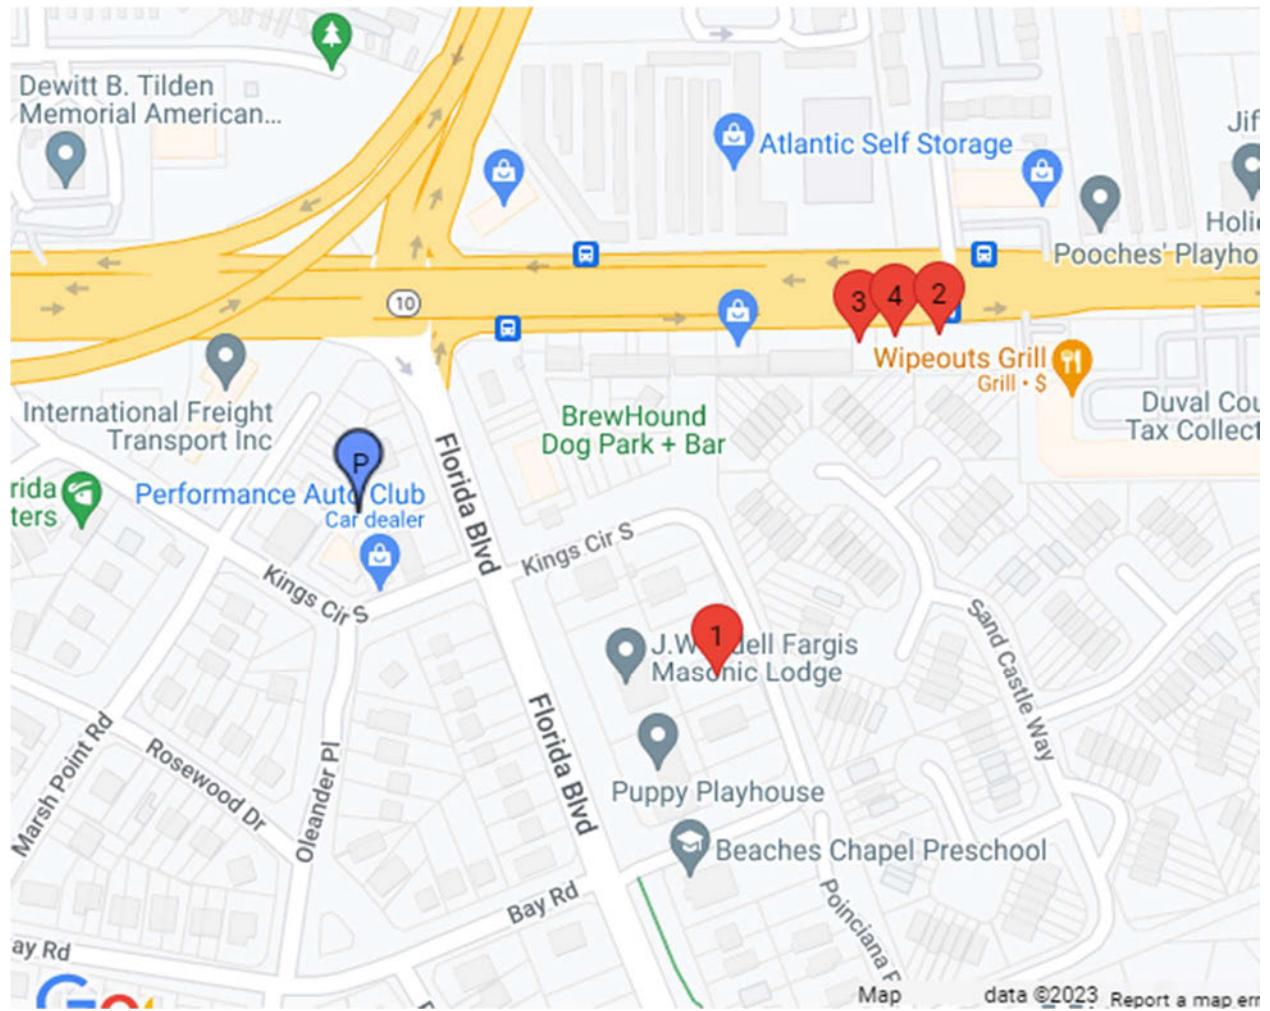 Dewitt B. Tilden
Memorial American...
Atlantic Self Storage
Jif
Holi
Pooches' Playho
10
3
4
2
Wipeouts Grill
Grill • $
International Freight
Transport Inc
BrewHound
Dog Park + Bar
Duval Cou
Tax Collect
P
rida
ters
Performance Auto Club
Car dealer
Florida Blvd
Kings Cir S
Kings Cir S
1
J.W dell Fargis
Masonic Lodge
Sand Castle Way
Florida Blvd
Marsh Point Rd
Rosewood Dr
Oleander Pl
Puppy Playhouse
Beaches Chapel Preschool
Bay Rd
Poinciana
ay Rd
Map data ©2023 Report a map err